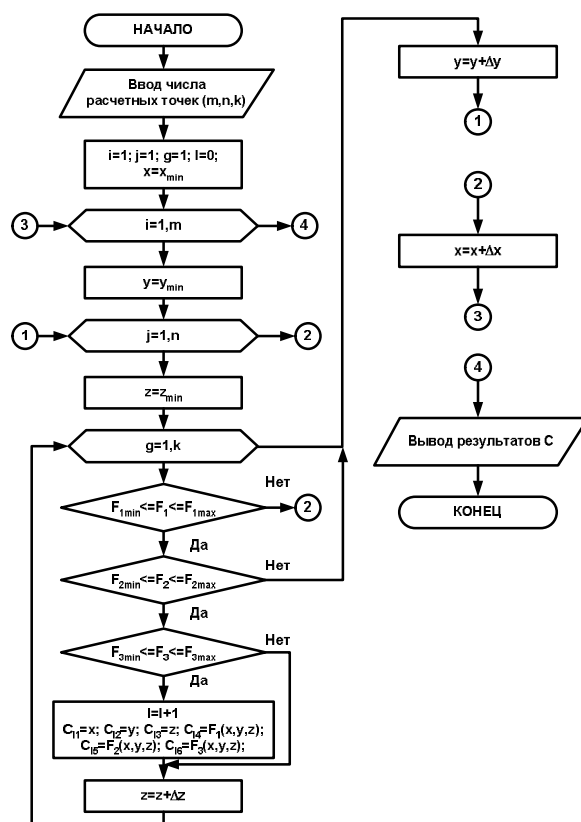 НАЧАЛО
Ввод числа
расчетных точек (m,n,k)
i=1; j=1; g=1; l=0;
x=xmin
3
i=1,m
4
y=ymin
1
j=1,n
2
z=zmin
g=1,k
F1min<=F1<=F1max
Нет
2
Да
F2min<=F2<=F2max
Нет
Да
F3min<=F3<=F3max
Нет
Да
l=l+1
Cl1=x; Cl2=y; Cl3=z; Cl4=F1(x,y,z);
Cl5=F2(x,y,z); Cl6=F3(x,y,z);
z=z+Δz
y=y+Δy
1
2
x=x+Δx
3
4
Вывод результатов С
КОНЕЦ